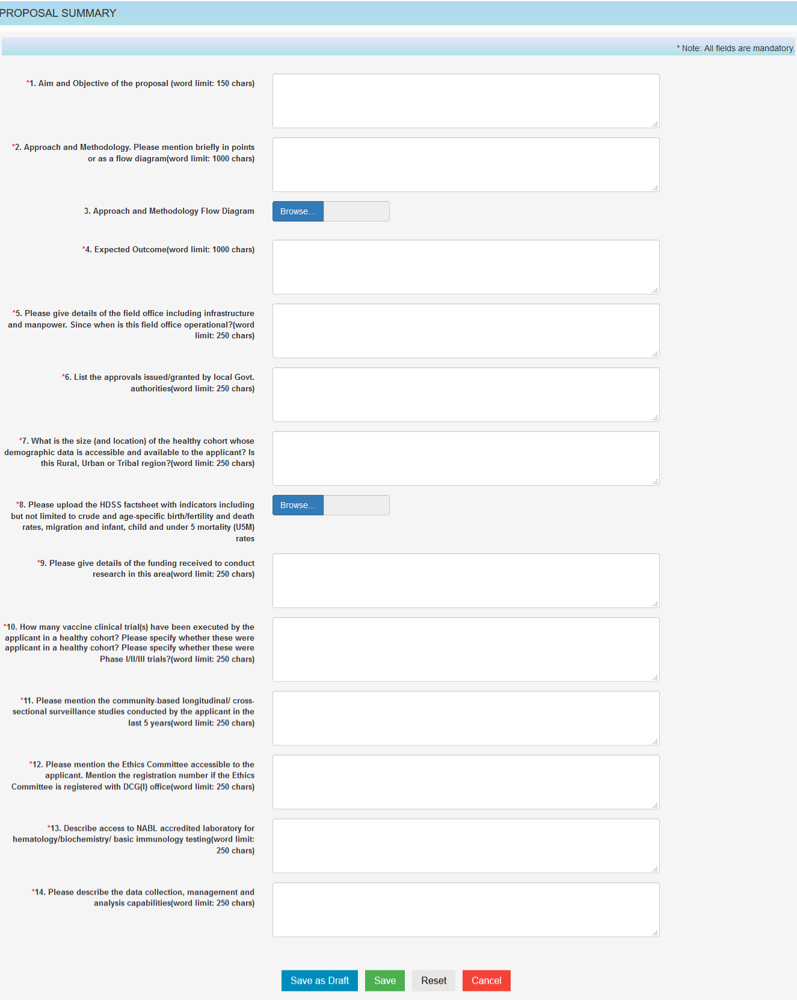 PROPOSAL SUMMARY
* Note: All fields are mandatory.
*1. Aim and Objective of the proposal (word limit: 150 chars)
*2. Approach and Methodology. Please mention briefly in points
or as a flow diagram(word limit: 1000 chars)
3. Approach and Methodology Flow Diagram
Browse...
*4. Expected Outcome(word limit: 1000 chars)
*5. Please give details of the field office including infrastructure
and manpower. Since when is this field office operational?(word
limit: 250 chars)
*6. List the approvals issued/granted by local Govt.
authorities(word limit: 250 chars)
*7. What is the size (and location) of the healthy cohort whose
demographic data is accessible and available to the applicant? Is
this Rural, Urban or Tribal region?(word limit: 250 chars)
*8. Please upload the HDSS factsheet with indicators including
but not limited to crude and age-specific birth/fertility and death
rates, migration and infant, child and under 5 mortality (U5M)
rates
Browse...
*9. Please give details of the funding received to conduct
research in this area(word limit: 250 chars)
*10. How many vaccine clinical trial(s) have been executed by the
applicant in a healthy cohort? Please specify whether these were
applicant in a healthy cohort? Please specify whether these were
Phase I/II/III trials?(word limit: 250 chars)
*11. Please mention the community-based longitudinal/ cross-
sectional surveillance studies conducted by the applicant in the
last 5 years(word limit: 250 chars)
*12. Please mention the Ethics Committee accessible to the
applicant. Mention the registration number if the Ethics
Committee is registered with DCG(I) office(word limit: 250 chars)
*13. Describe access to NABL accredited laboratory for
hematology/biochemistry/ basic immunology testing(word limit:
250 chars)
*14. Please describe the data collection, management and
analysis capabilities(word limit: 250 chars)
Save as Draft
Save
Reset
Cancel